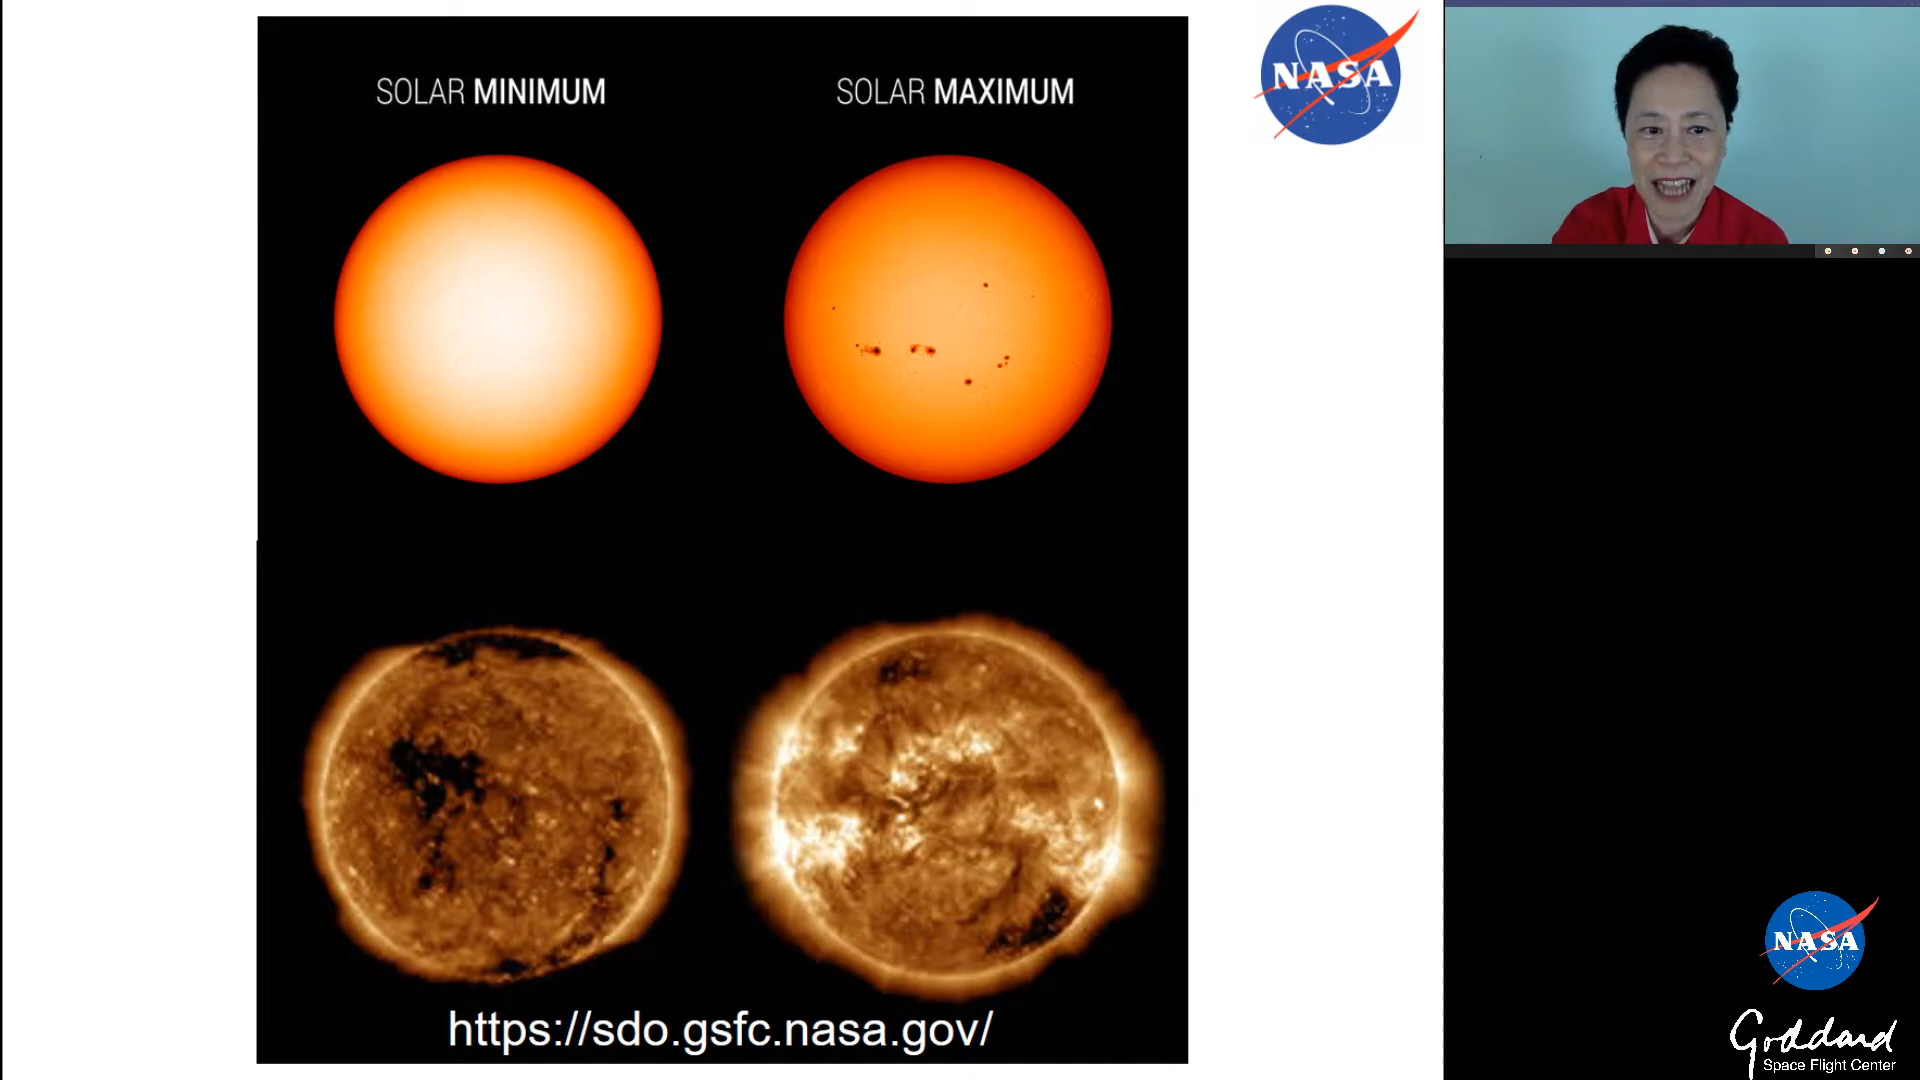 SOLAR MINIMUM
SOLAR MAXIMUM
NASA
https://sdo.gsfc.nasa.gov/
NASA
Goddard
Space Flight Center